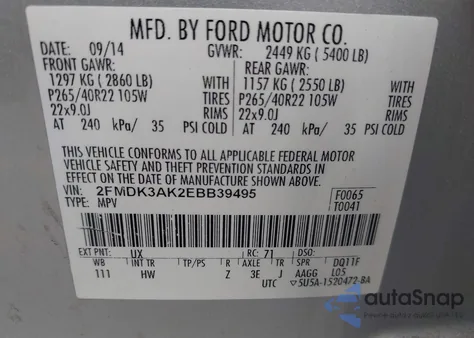 MFD. BY FORD MOTOR CO.
DATE: 09/14 GVWR: 2449 KG ( 5400 LB)
FRONT GAWR: REAR GAWR:
1297 KG ( 2860 LB) 1157 KG ( 2550 LB)
P265/40R22 105W TIRES P265/40R22 105W TIRES
22x9.0J RIMS 22x9.0J RIMS
AT 240 kPa/ 35 PSI COLD AT 240 kPa/ 35 PSI COLD
THIS VEHICLE CONFORMS TO ALL APPLICABLE FEDERAL MOTOR
VEHICLE SAFETY, BUMPER, AND THEFT PREVENTION STANDARDS IN
EFFECT ON THE DATE OF MANUFACTURE SHOWN ABOVE.
VIN: 2FMDK3AK2EBB39495 F0065
TYPE: MPV T0041
EXT PNT: UX RC: 71 DSO:
WB INT TR TP/PS R AXLE TR SPR DQ11F
111 HW Z 3E J AAGG L05
UTC ▽5U5A-1520472-BA
autoSnap